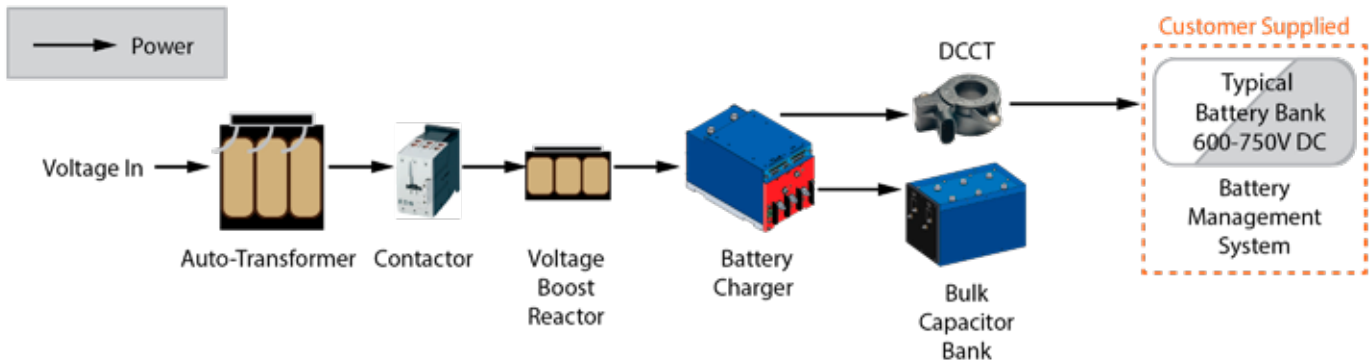 Power
Customer Supplied
DCCT
Typical
Battery Bank
600-750V DC
Voltage In
Auto-Transformer
Contactor
Voltage
Boost
Reactor
Battery
Charger
Bulk
Capacitor
Bank
Battery
Management
System